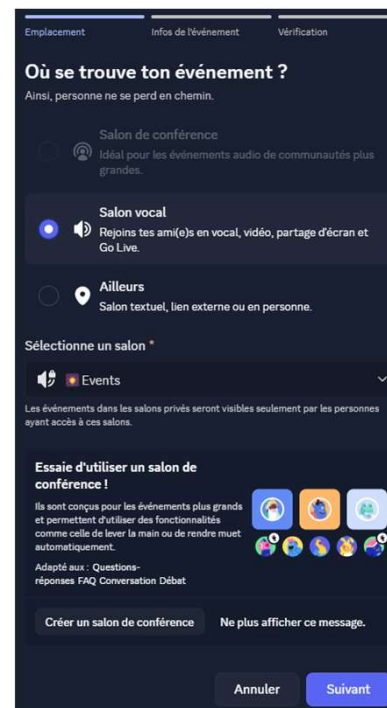 Emplacement
Infos de l'événement
Vérification
Où se trouve ton événement ?
Ainsi, personne ne se perd en chemin.
Salon de conférence
Idéal pour les événements audio de communautés plus
grandes.
Salon vocal
Rejoins tes ami(e)s en vocal, vidéo, partage d'écran et
Go Live.
Ailleurs
Salon textuel, lien externe ou en personne.
Sélectionne un salon *
Events
Les événements dans les salons privés seront visibles seulement par les personnes
ayant accès à ces salons.
Essaie d'utiliser un salon de
conférence !
Ils sont conçus pour les événements plus grands
et permettent d'utiliser des fonctionnalités
comme celle de lever la main ou de rendre muet
automatiquement.
Adapté aux : Questions-
réponses FAQ Conversation Débat
Créer un salon de conférence
Ne plus afficher ce message.
Annuler
Suivant